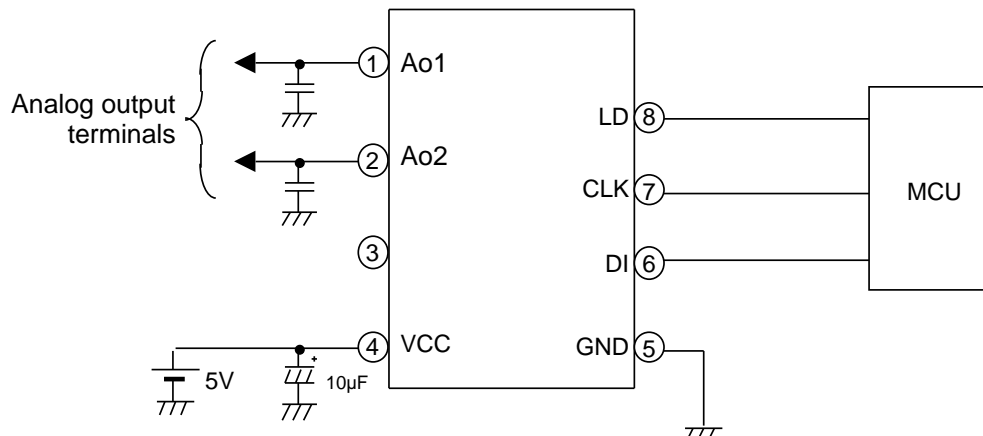 Analog output
terminals
1
Ao1
2
Ao2
3
4
VCC
5V
+
10µF
LD
8
CLK
7
DI
6
GND
5
MCU